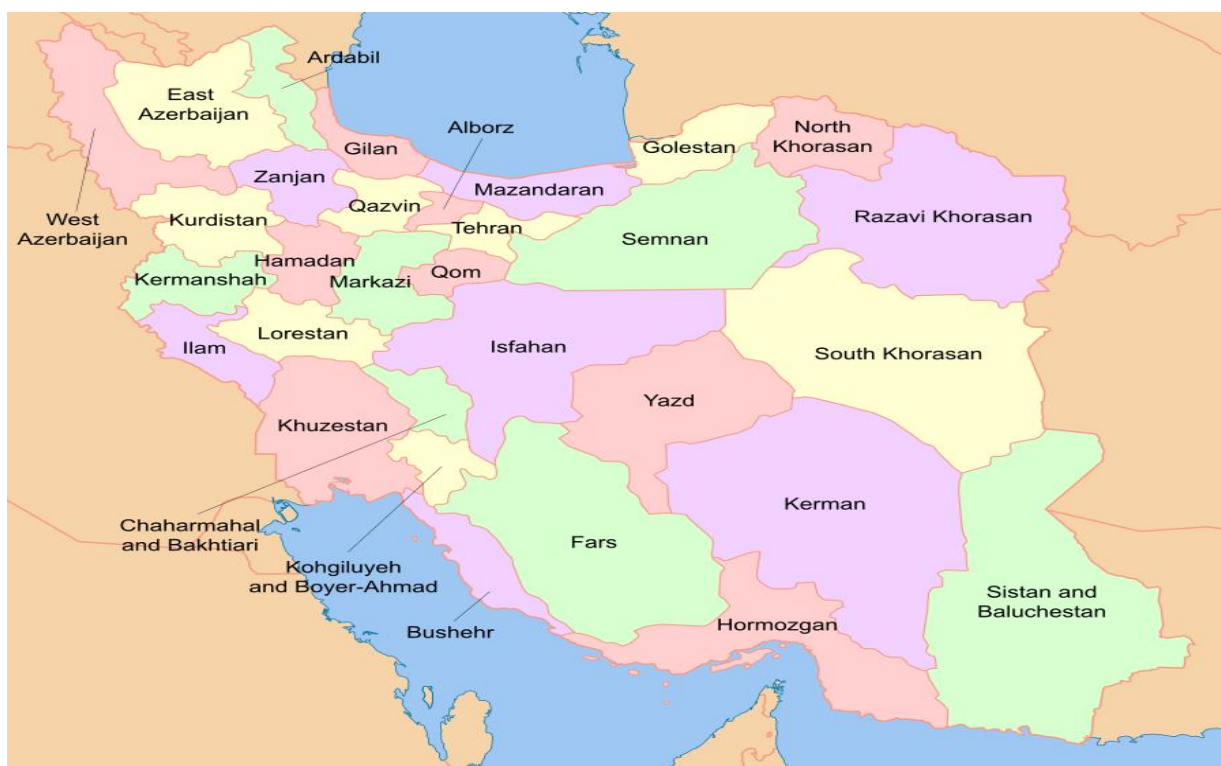 Ardabil
East
Azerbaijan
Alborz
North
Khorasan
Gilan
Golestan
Zanjan
Mazandaran
West
Azerbaijan
Kurdistan
Qazvin
Tehran
Semnan
Razavi Khorasan
Hamadan
Kermanshah
Markazi
Qom
Ilam
Lorestan
Isfahan
South Khorasan
Yazd
Khuzestan
Kerman
Chaharmahal
and Bakhtiari
Fars
Kohgiluyeh
and Boyer-Ahmad
Sistan and
Baluchestan
Bushehr
Hormozgan